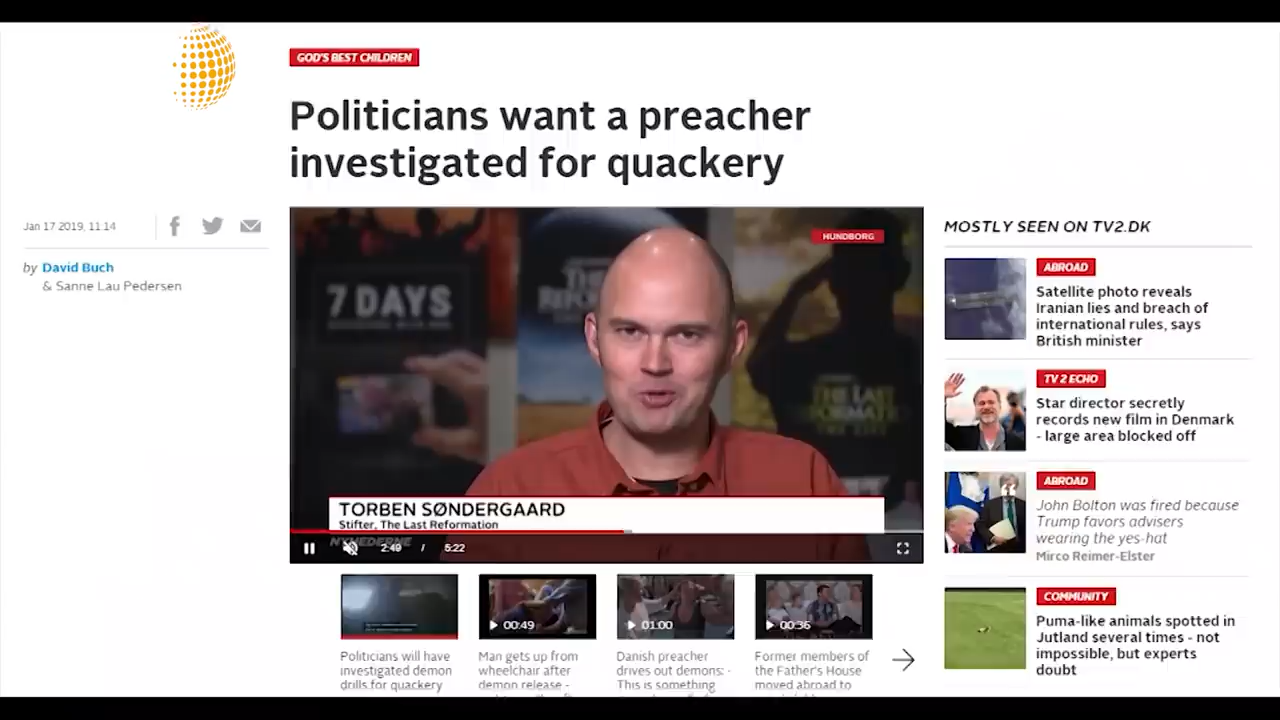 GOD'S BEST CHILDREN
Politicians want a preacher
investigated for quackery
Jan 17 2019, 11.14
by David Buch
& Sanne Lau Pedersen
HUNDBORG
7 DAYS
THE LAST
TORBEN SØNDERGAARD
Stifter, The Last Reformation
NYHEDERNE
2:49 / 5:22
Politicians will have
investigated demon
drills for quackery
00:49
Man gets up from
wheelchair after
demon release -
01:00
Danish preacher
drives out demons: -
This is something
00:36
Former members of
the Father's House
moved abroad to
MOSTLY SEEN ON TV2.DK
ABROAD
Satellite photo reveals
Iranian lies and breach of
international rules, says
British minister
TV 2 ECHO
Star director secretly
records new film in Denmark
- large area blocked off
ABROAD
John Bolton was fired because
Trump favors advisers
wearing the yes-hat
Mirco Reimer-Elster
COMMUNITY
Puma-like animals spotted in
Jutland several times - not
impossible, but experts
doubt